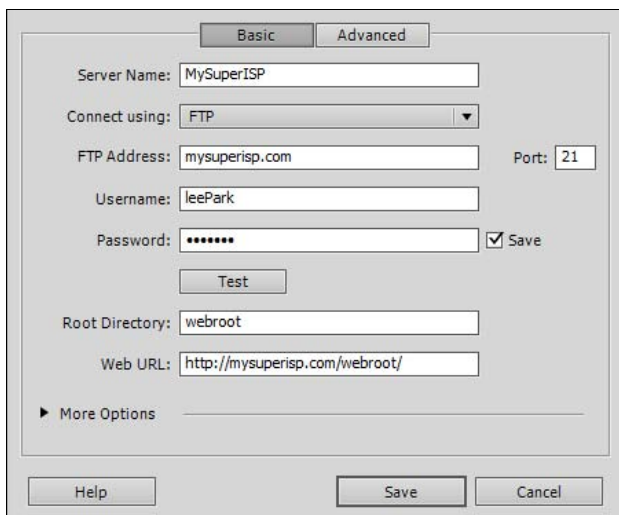 Basic Advanced
Server Name: MySuperISP
Connect using: FTP
FTP Address: mysuperisp.com Port: 21
Username: leePark
Password: ••••••• Save
Test
Root Directory: webroot
Web URL: http://mysuperisp.com/webroot/
More Options
Help Save Cancel